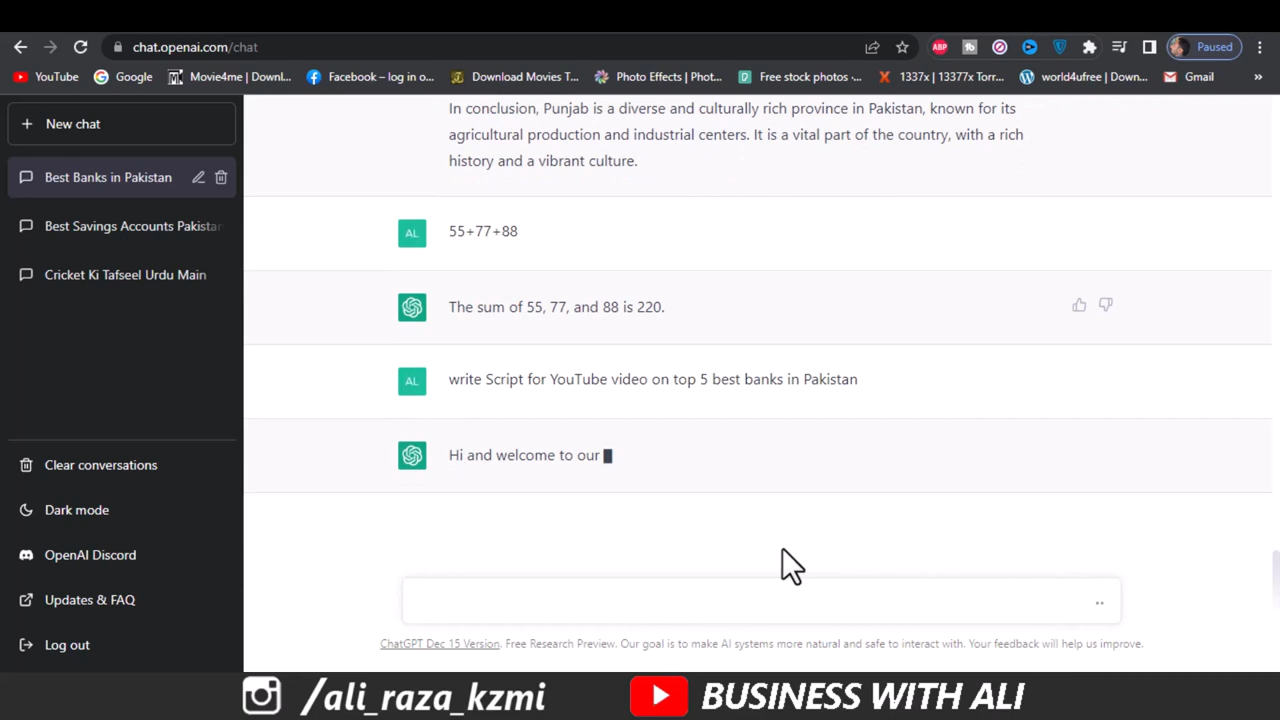 chat.openai.com/chat
ABP
Paused
YouTube
Google
Movie4me | Downl...
Facebook – log in o...
Download Movies T...
Photo Effects | Phot...
Free stock photos -...
1337x | 13377x Torr...
world4ufree | Down...
Gmail
»
+ New chat
Best Banks in Pakistan
Best Savings Accounts Pakistan
Cricket Ki Tafseel Urdu Main
Clear conversations
Dark mode
OpenAI Discord
Updates & FAQ
Log out
In conclusion, Punjab is a diverse and culturally rich province in Pakistan, known for its
agricultural production and industrial centers. It is a vital part of the country, with a rich
history and a vibrant culture.
AL
55+77+88
The sum of 55, 77, and 88 is 220.
AL
write Script for YouTube video on top 5 best banks in Pakistan
Hi and welcome to our
ChatGPT Dec 15 Version. Free Research Preview. Our goal is to make AI systems more natural and safe to interact with. Your feedback will help us improve.
/ali_raza_kzmi
BUSINESS WITH ALI